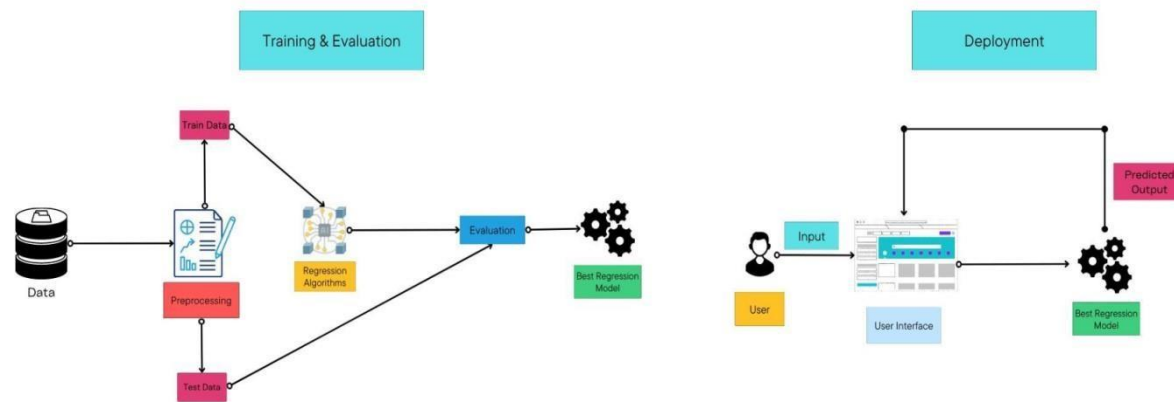 Training & Evaluation
Deployment
Train Data
Predicted
Output
Input
Evaluation
Data
Regression
Algorithms
Best Regression
Model
Preprocessing
User
User Interface
Best Regression
Model
Test Data